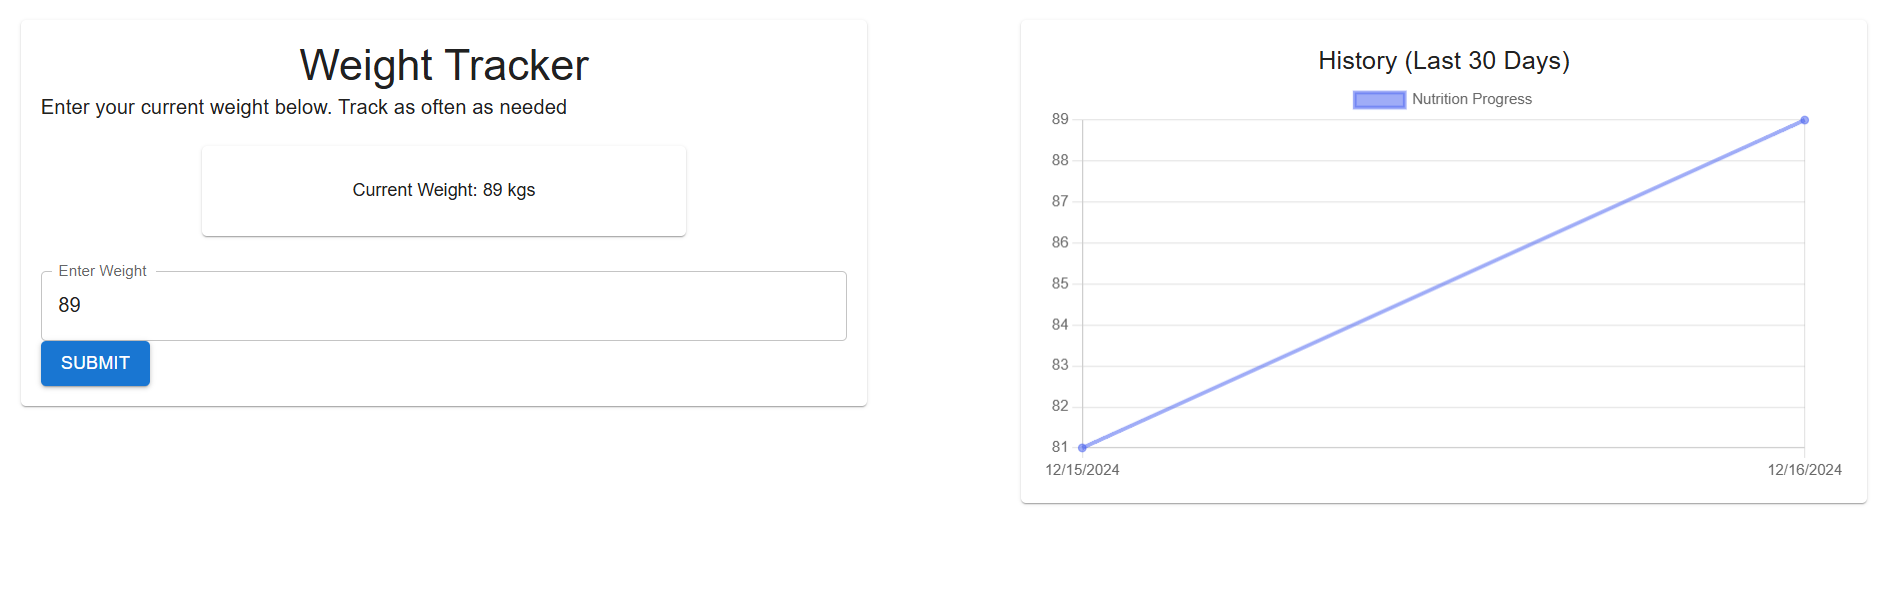 Weight Tracker
Enter your current weight below. Track as often as needed
Current Weight: 89 kgs
Enter Weight
89
SUBMIT
History (Last 30 Days)
Nutrition Progress
89
88
87
86
85
84
83
82
81
12/15/2024
12/16/2024